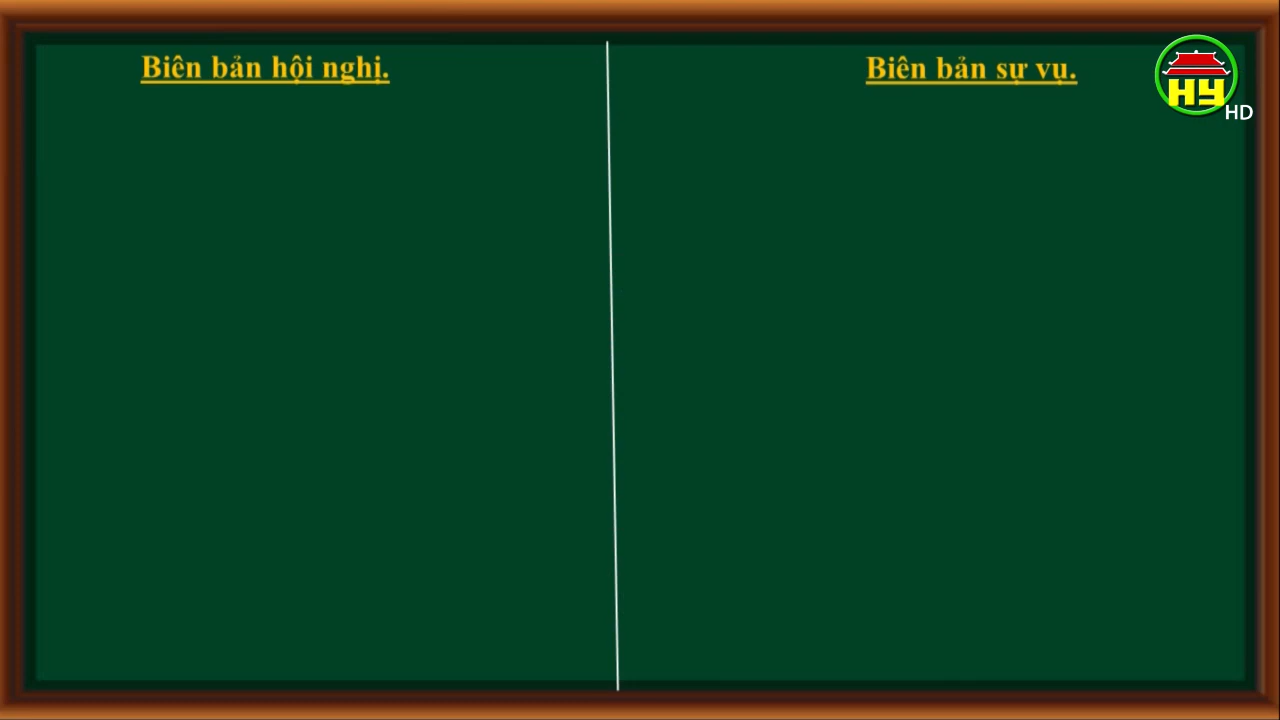 Biên bản hội nghị.
Biên bản sự vụ.
HY
HD